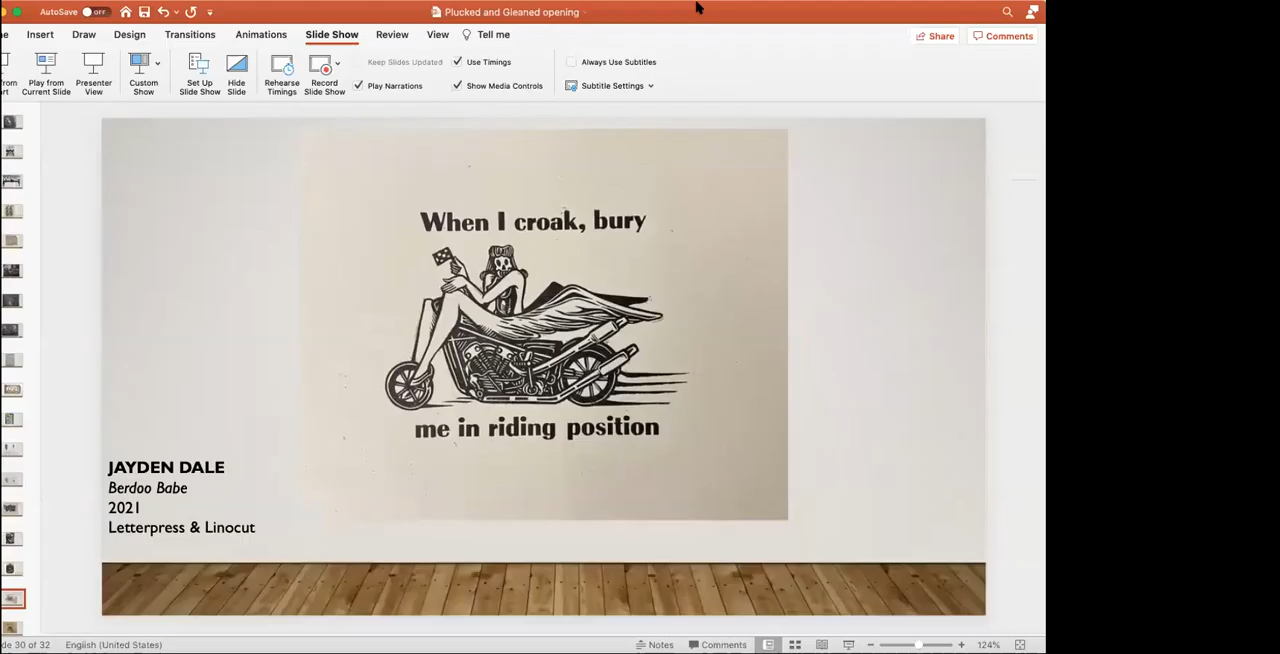 AutoSave OFF
Plucked and Gleaned opening
Insert Draw Design Transitions Animations Slide Show Review View Tell me
Share Comments
Play from Current Slide
Presenter View
Custom Show
Set Up Slide Show
Hide Slide
Rehearse Timings
Record Slide Show
Keep Slides Updated
Use Timings
Play Narrations
Show Media Controls
Always Use Subtitles
Subtitle Settings
When I croak, bury
me in riding position
JAYDEN DALE
Berdoo Babe
2021
Letterpress & Linocut
de 30 of 32 English (United States) Notes Comments 124%